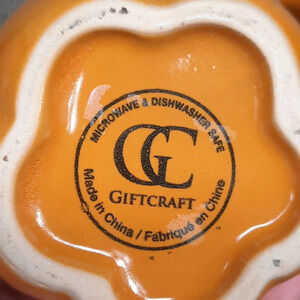 MICROWAVE & DISHWASHER SAFE
GC
GIFTCRAFT
Made in China / Fabriqué en Chine